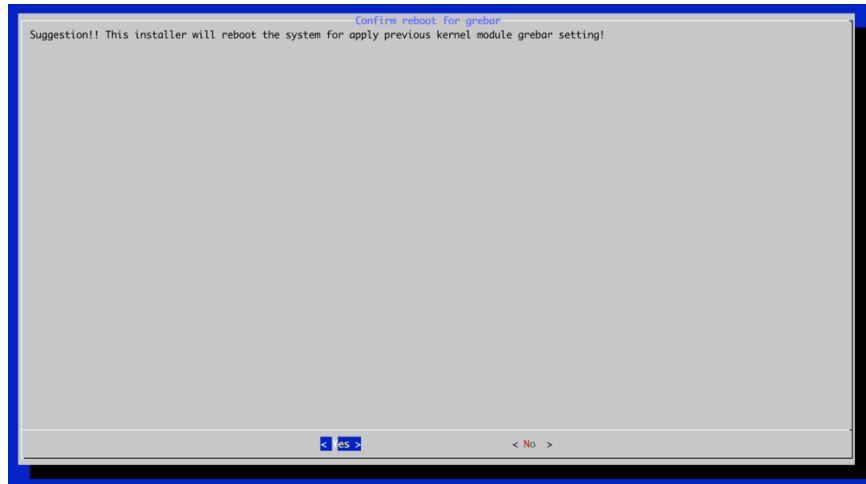 Confirm reboot for grebar
Suggestion!! This installer will reboot the system for apply previous kernel module grebar setting!
< Yes > < No >